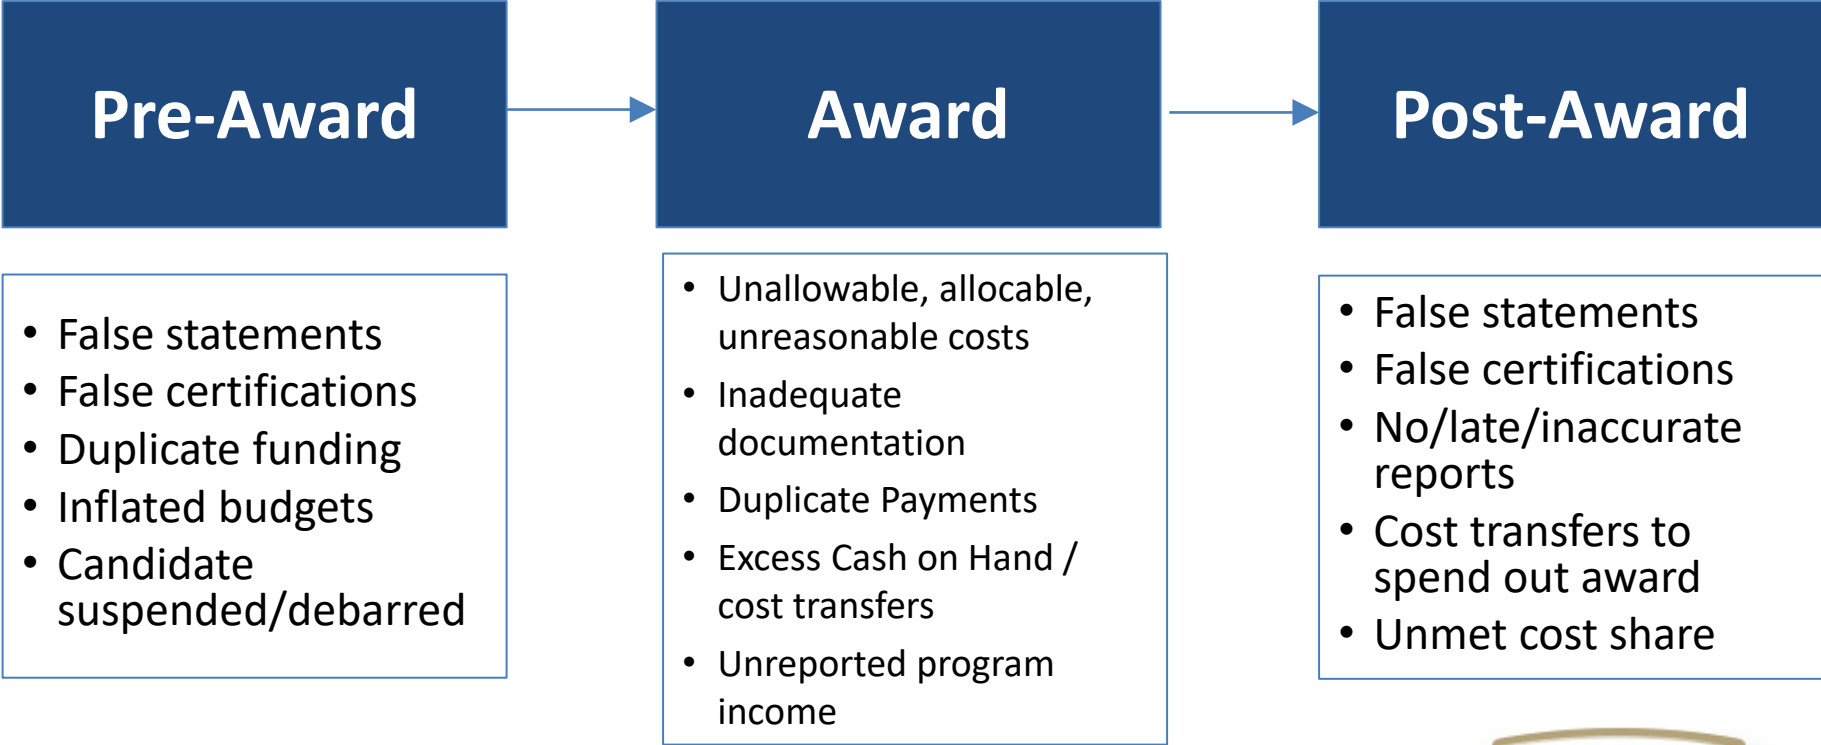 Pre-Award
Award
Post-Award
• False statements
• False certifications
• Duplicate funding
• Inflated budgets
• Candidate
suspended/debarred
• Unallowable, allocable,
unreasonable costs
• Inadequate
documentation
• Duplicate Payments
• Excess Cash on Hand /
cost transfers
• Unreported program
income
• False statements
• False certifications
• No/late/inaccurate
reports
• Cost transfers to
spend out award
• Unmet cost share